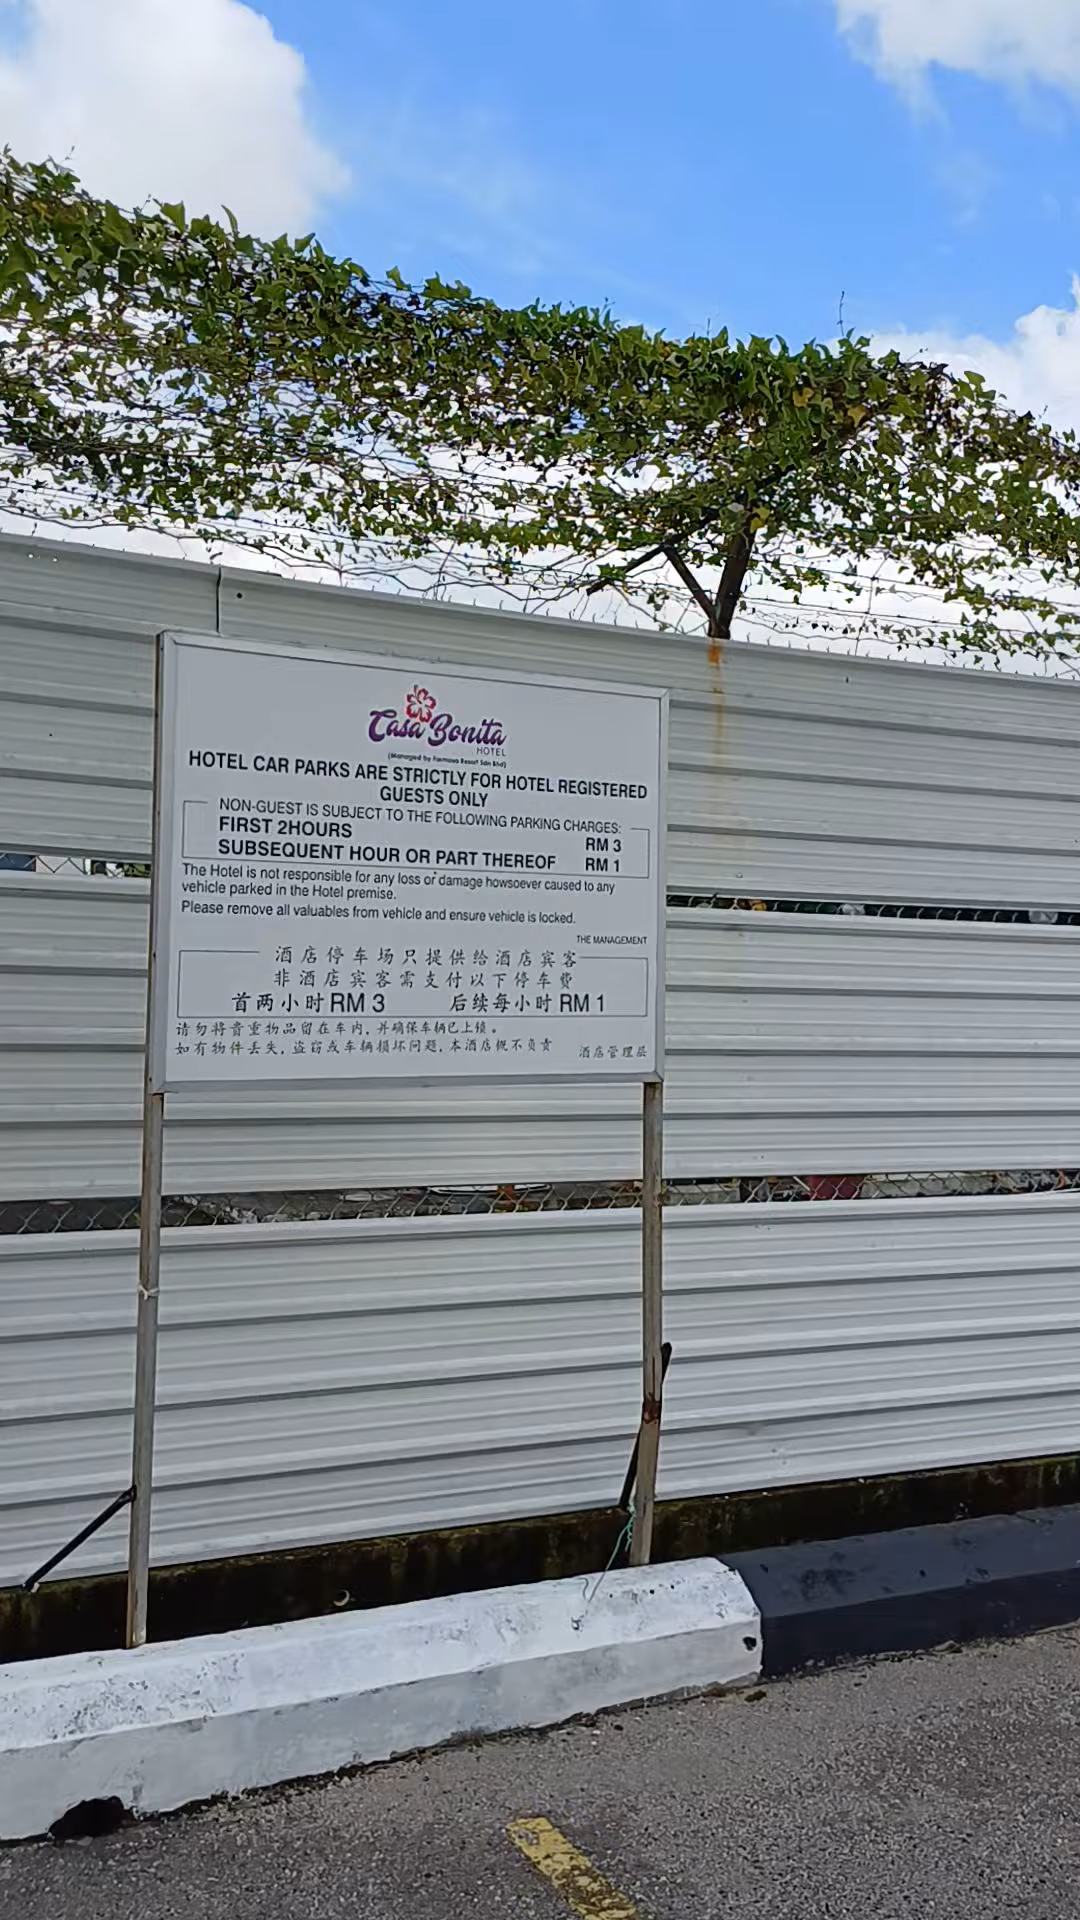 Casa Bonita
HOTEL
(Managed by Formosa Resort Sdn Bhd)
HOTEL CAR PARKS ARE STRICTLY FOR HOTEL REGISTERED
GUESTS ONLY
NON-GUEST IS SUBJECT TO THE FOLLOWING PARKING CHARGES:
FIRST 2HOURS RM 3
SUBSEQUENT HOUR OR PART THEREOF RM 1
The Hotel is not responsible for any loss or damage howsoever caused to any
vehicle parked in the Hotel premise.
Please remove all valuables from vehicle and ensure vehicle is locked.
THE MANAGEMENT
酒店停车场只提供给酒店宾客
非酒店宾客需支付以下停车费
首两小时 RM 3 后续每小时 RM 1
请勿将贵重物品留在车内, 并确保车辆已上锁。
如有物件丢失, 盗窃或车辆损坏问题, 本酒店概不负责 酒店管理层